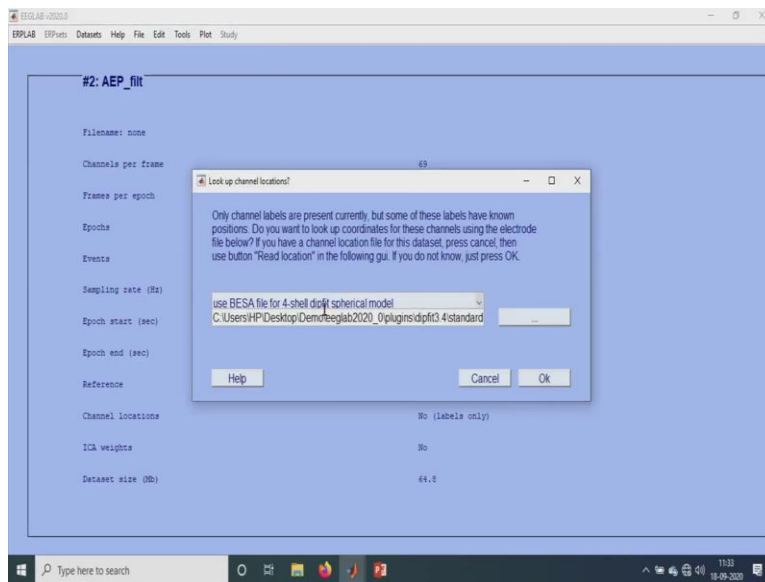 EEGLAB v2020.0
ERPLAB ERPsets Datasets Help File Edit Tools Plot Study
#2: AEP_filt
Filename: none
Channels per frame 69
Frames per epoch
Epochs
Events
Sampling rate (Hz)
Epoch start (sec)
Epoch end (sec)
Reference
Channel locations No (labels only)
ICA weights No
Dataset size (Mb) 64.8
Look up channel locations?
Only channel labels are present currently, but some of these labels have known
positions. Do you want to look up coordinates for these channels using the electrode
file below? If you have a channel location file for this dataset, press cancel, then
use button "Read location" in the following gui. If you do not know, just press OK.
use BESA file for 4-shell dipfit spherical model
C:\Users\HP\Desktop\Demo\eeglab2020_0\plugins\dipfit3.4\standard
...
Help Cancel Ok
Type here to search
11:33
18-09-2020